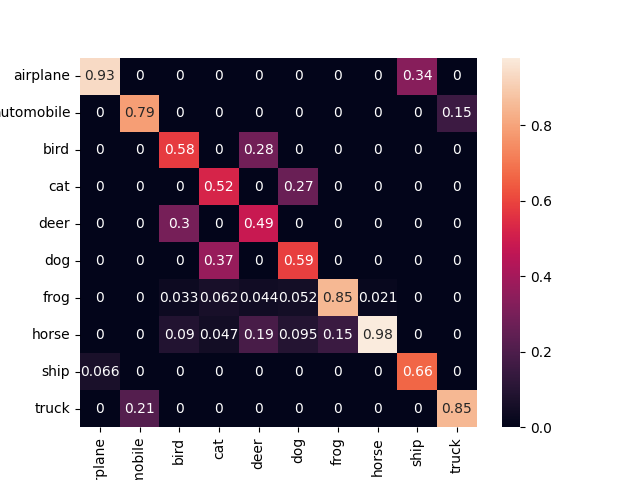 airplane 0.93 0 0 0 0 0 0 0 0.34 0
utomobile 0 0.79 0 0 0 0 0 0 0 0.15
bird 0 0 0.58 0 0.28 0 0 0 0 0
cat 0 0 0 0.52 0 0.27 0 0 0 0
deer 0 0 0.3 0 0.49 0 0 0 0 0
dog 0 0 0 0.37 0 0.59 0 0 0 0
frog 0 0 0.033 0.062 0.044 0.052 0.85 0.021 0 0
horse 0 0 0.09 0.047 0.19 0.095 0.15 0.98 0 0
ship 0.066 0 0 0 0 0 0 0 0.66 0
truck 0 0.21 0 0 0 0 0 0 0 0.85
rplane mobile bird cat deer dog frog horse ship truck
0.8
0.6
0.4
0.2
0.0